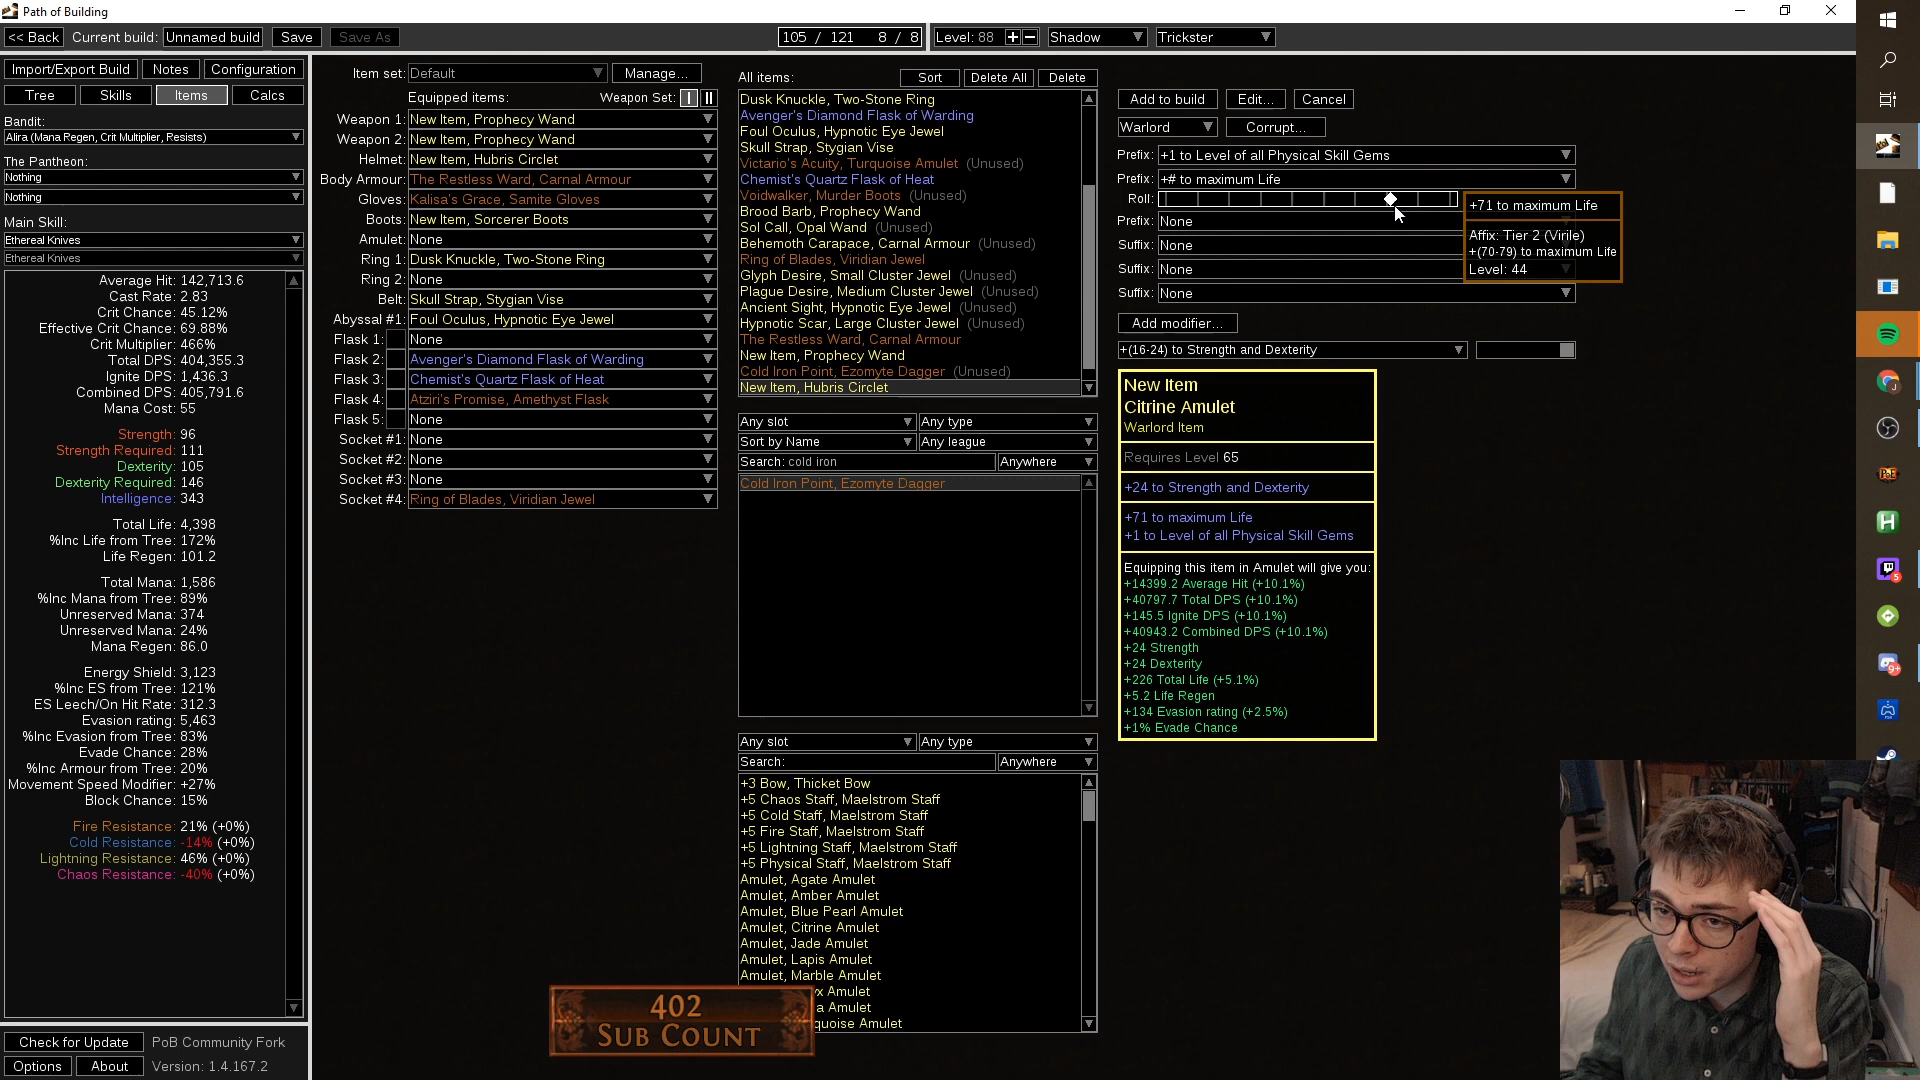 Path of Building
<< Back
Current build: Unnamed build
Save
Save As
105 / 121 8 / 8
Level: 88
Shadow
Trickster
Import/Export Build
Notes
Configuration
Tree
Skills
Items
Calcs
Bandit:
Alira (Mana Regen, Crit Multiplier, Resists)
The Pantheon:
Nothing
Nothing
Main Skill:
Ethereal Knives
Ethereal Knives
Average Hit: 142,713.6
Cast Rate: 2.83
Crit Chance: 45.12%
Effective Crit Chance: 69.88%
Crit Multiplier: 466%
Total DPS: 404,355.3
Ignite DPS: 1,436.3
Combined DPS: 405,791.6
Mana Cost: 55
Strength: 96
Strength Required: 111
Dexterity: 105
Dexterity Required: 146
Intelligence: 343
Total Life: 4,398
%Inc Life from Tree: 172%
Life Regen: 101.2
Total Mana: 1,586
%Inc Mana from Tree: 89%
Unreserved Mana: 374
Unreserved Mana: 24%
Mana Regen: 86.0
Energy Shield: 3,123
%Inc ES from Tree: 121%
ES Leech/On Hit Rate: 312.3
Evasion rating: 5,463
%Inc Evasion from Tree: 83%
Evade Chance: 28%
%Inc Armour from Tree: 20%
Movement Speed Modifier: +27%
Block Chance: 15%
Fire Resistance: 21% (+0%)
Cold Resistance: -14% (+0%)
Lightning Resistance: 46% (+0%)
Chaos Resistance: -40% (+0%)
Check for Update
PoB Community Fork
Options
About
Version: 1.4.167.2
Item set: Default
Manage...
Equipped items:
Weapon Set: I II
Weapon 1: New Item, Prophecy Wand
Weapon 2: New Item, Prophecy Wand
Helmet: New Item, Hubris Circlet
Body Armour: The Restless Ward, Carnal Armour
Gloves: Kalisa's Grace, Samite Gloves
Boots: New Item, Sorcerer Boots
Amulet: None
Ring 1: Dusk Knuckle, Two-Stone Ring
Ring 2: None
Belt: Skull Strap, Stygian Vise
Abyssal #1: Foul Oculus, Hypnotic Eye Jewel
Flask 1: None
Flask 2: Avenger's Diamond Flask of Warding
Flask 3: Chemist's Quartz Flask of Heat
Flask 4: Atziri's Promise, Amethyst Flask
Flask 5: None
Socket #1: None
Socket #2: None
Socket #3: None
Socket #4: Ring of Blades, Viridian Jewel
All items:
Sort
Delete All
Delete
Dusk Knuckle, Two-Stone Ring
Avenger's Diamond Flask of Warding
Foul Oculus, Hypnotic Eye Jewel
Skull Strap, Stygian Vise
Victario's Acuity, Turquoise Amulet (Unused)
Chemist's Quartz Flask of Heat
Voidwalker, Murder Boots (Unused)
Brood Barb, Prophecy Wand
Sol Call, Opal Wand (Unused)
Behemoth Carapace, Carnal Armour (Unused)
Ring of Blades, Viridian Jewel
Glyph Desire, Small Cluster Jewel (Unused)
Plague Desire, Medium Cluster Jewel (Unused)
Ancient Sight, Hypnotic Eye Jewel (Unused)
Hypnotic Scar, Large Cluster Jewel (Unused)
The Restless Ward, Carnal Armour
New Item, Prophecy Wand
Cold Iron Point, Ezomyte Dagger (Unused)
New Item, Hubris Circlet
Any slot
Any type
Sort by Name
Any league
Search: cold iron
Anywhere
Cold Iron Point, Ezomyte Dagger
Any slot
Any type
Search:
Anywhere
+3 Bow, Thicket Bow
+5 Chaos Staff, Maelstrom Staff
+5 Cold Staff, Maelstrom Staff
+5 Fire Staff, Maelstrom Staff
+5 Lightning Staff, Maelstrom Staff
+5 Physical Staff, Maelstrom Staff
Amulet, Agate Amulet
Amulet, Amber Amulet
Amulet, Blue Pearl Amulet
Amulet, Citrine Amulet
Amulet, Jade Amulet
Amulet, Lapis Amulet
Amulet, Marble Amulet
yx Amulet
a Amulet
quoise Amulet
402
SUB COUNT
Add to build
Edit...
Cancel
Warlord
Corrupt...
Prefix: +1 to Level of all Physical Skill Gems
Prefix: +# to maximum Life
Roll:
Prefix: None
Suffix: None
Suffix: None
Suffix: None
+71 to maximum Life
Affix: Tier 2 (Virile)
+(70-79) to maximum Life
Level: 44
Add modifier...
+(16-24) to Strength and Dexterity
New Item
Citrine Amulet
Warlord Item
Requires Level 65
+24 to Strength and Dexterity
+71 to maximum Life
+1 to Level of all Physical Skill Gems
Equipping this item in Amulet will give you:
+14399.2 Average Hit (+10.1%)
+40797.7 Total DPS (+10.1%)
+145.5 Ignite DPS (+10.1%)
+40943.2 Combined DPS (+10.1%)
+24 Strength
+24 Dexterity
+226 Total Life (+5.1%)
+5.2 Life Regen
+134 Evasion rating (+2.5%)
+1% Evade Chance